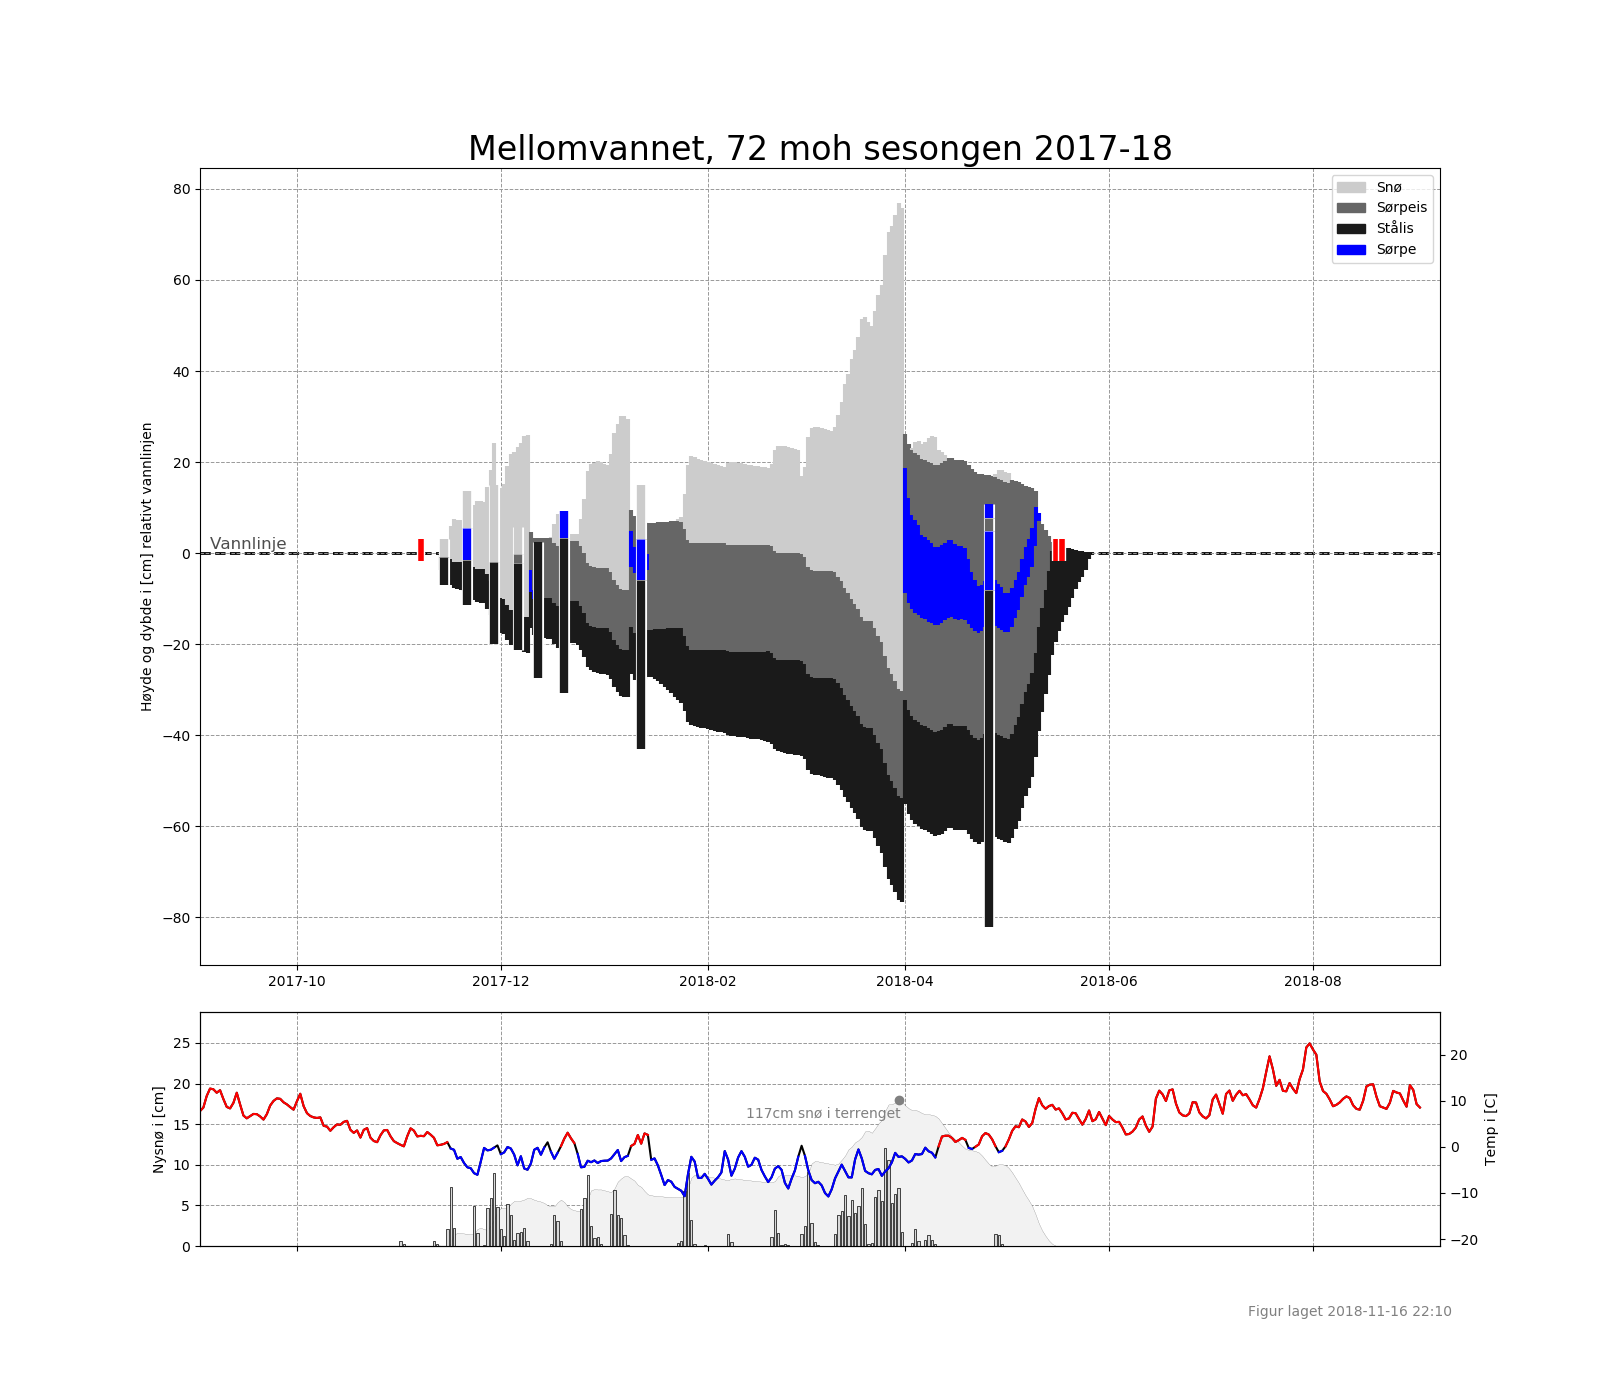 Mellomvannet, 72 moh sesongen 2017-18
Høyde og dybde i [cm] relativt vannlinjen
80
60
40
20
0
−20
−40
−60
−80
Vannlinje
Snø
Sørpeis
Stålis
Sørpe
2017-10
2017-12
2018-02
2018-04
2018-06
2018-08
Nysnø i [cm]
25
20
15
10
5
0
117cm snø i terrenget
20
10
0
−10
−20
Temp i [C]
Figur laget 2018-11-16 22:10